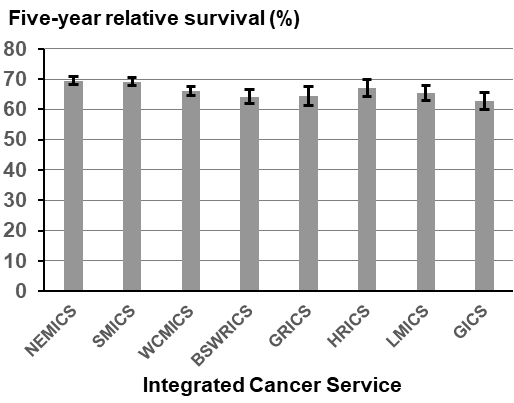 Five-year relative survival (%)
80
70
60
50
40
30
20
10
0
NEMICS
SMICS
WCMICS
BSWRICS
GRICS
HRICS
LMICS
GICS
Integrated Cancer Service